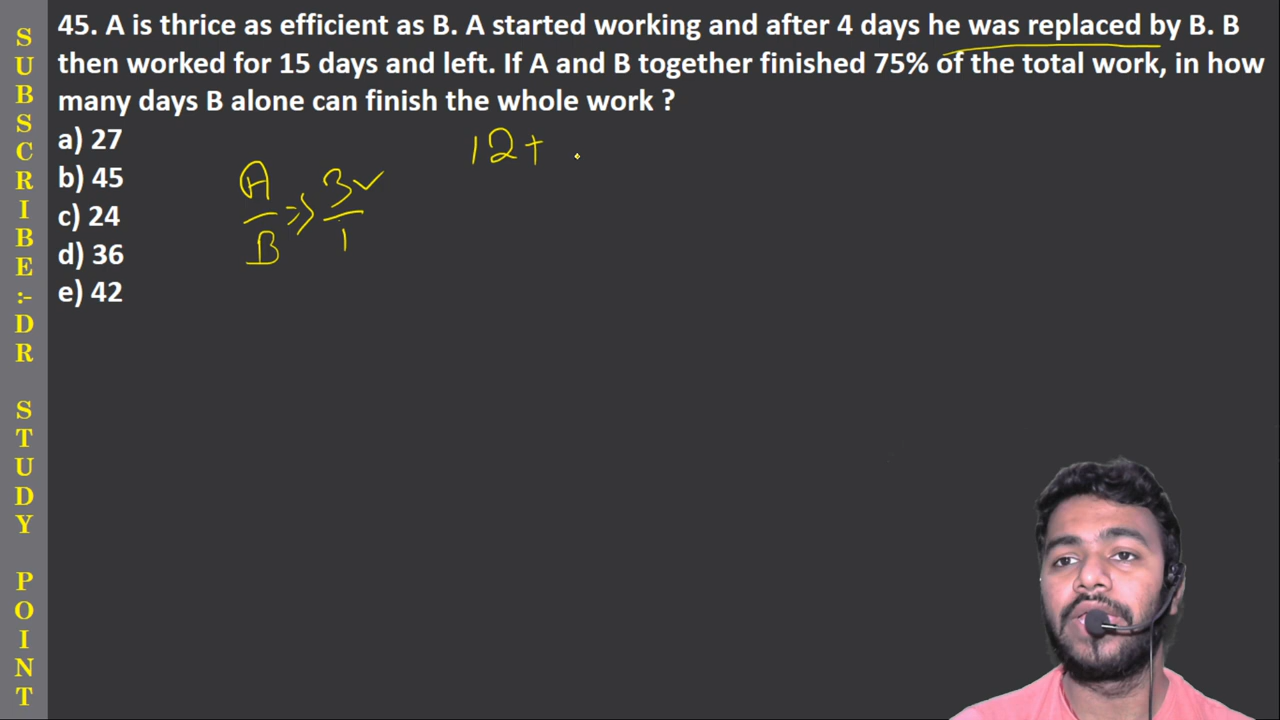 SUBSCRIBE :- DR STUDY POINT
45. A is thrice as efficient as B. A started working and after 4 days he was replaced by B. B
then worked for 15 days and left. If A and B together finished 75% of the total work, in how
many days B alone can finish the whole work ?
a) 27
b) 45
c) 24
d) 36
e) 42
12+
A/B => 3/1